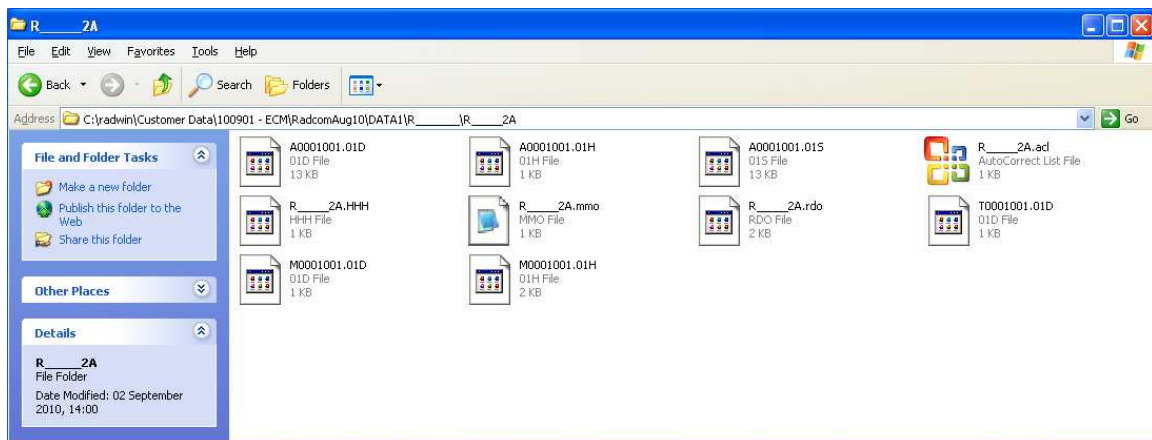 R_____2A
File Edit View Favorites Tools Help
Back Search Folders
Address C:\radwin\Customer Data\100901 - ECM\RadcomAug10\DATA1\R_______\R_____2A Go
File and Folder Tasks
Make a new folder
Publish this folder to the
Web
Share this folder
Other Places
Details
R_____2A
File Folder
Date Modified: 02 September
2010, 14:00
A0001001.01D
01D File
13 KB
A0001001.01H
01H File
1 KB
A0001001.01S
01S File
13 KB
R_____2A.acl
AutoCorrect List File
1 KB
R_____2A.HHH
HHH File
1 KB
R_____2A.mmo
MMO File
1 KB
R_____2A.rdo
RDO File
2 KB
T0001001.01D
01D File
1 KB
M0001001.01D
01D File
1 KB
M0001001.01H
01H File
2 KB